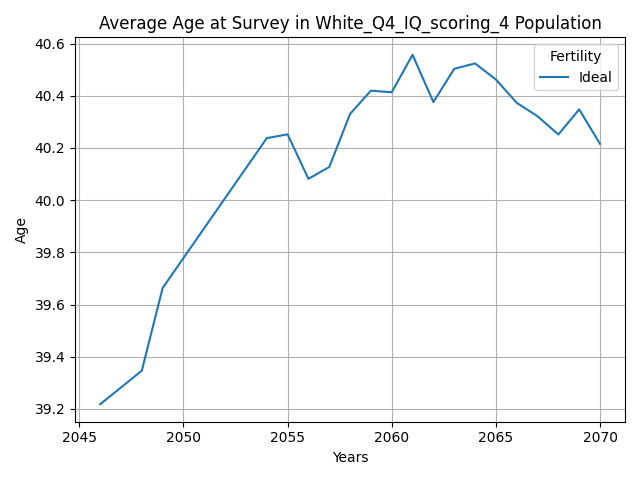 Average Age at Survey in White_Q4_IQ_scoring_4 Population
Fertility
Ideal
40.6
40.4
40.2
40.0
39.8
39.6
39.4
39.2
Age
2045
2050
2055
2060
2065
2070
Years